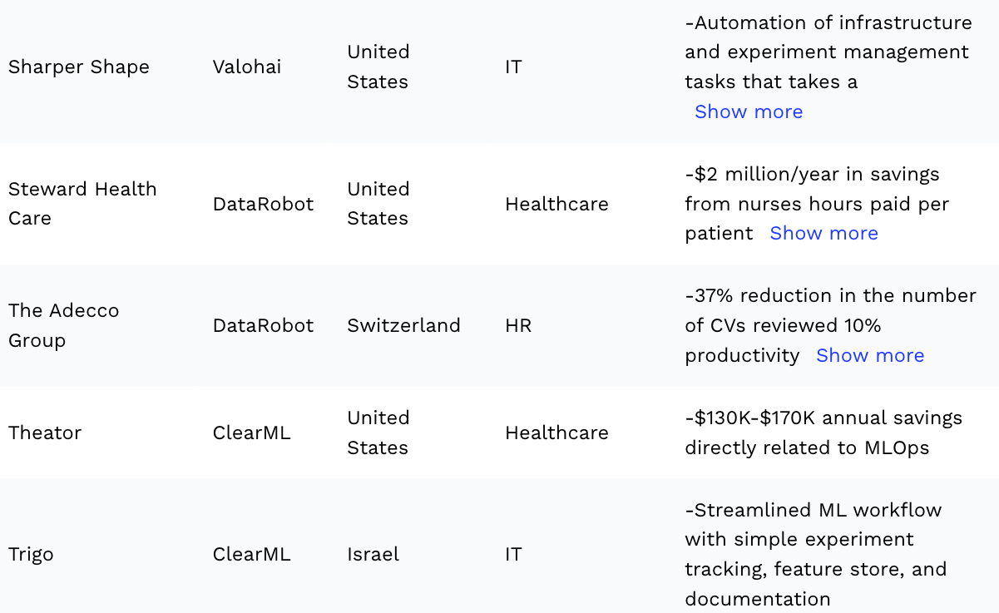 Sharper Shape
Valohai
United
States
IT
-Automation of infrastructure
and experiment management
tasks that takes a
Show more
Steward Health
Care
DataRobot
United
States
Healthcare
-$2 million/year in savings
from nurses hours paid per
patient Show more
The Adecco
Group
DataRobot
Switzerland
HR
-37% reduction in the number
of CVs reviewed 10%
productivity Show more
Theator
ClearML
United
States
Healthcare
-$130K-$170K annual savings
directly related to MLOps
Trigo
ClearML
Israel
IT
-Streamlined ML workflow
with simple experiment
tracking, feature store, and
documentation